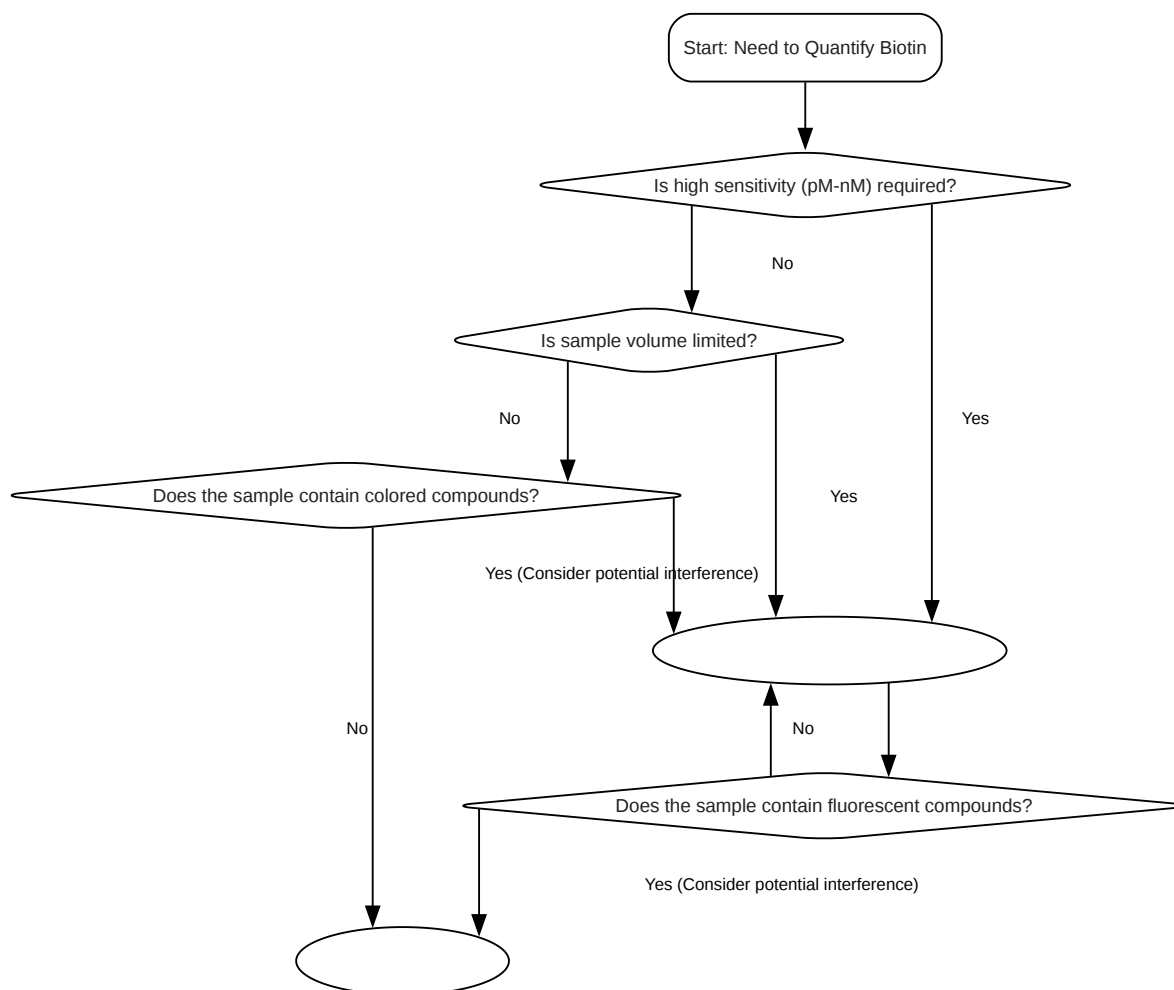 Start: Need to Quantify Biotin
Is high sensitivity (pM-nM) required?
No
Is sample volume limited?
No
Yes
Does the sample contain colored compounds?
Yes
Yes (Consider potential interference)
No
No
Does the sample contain fluorescent compounds?
Yes (Consider potential interference)